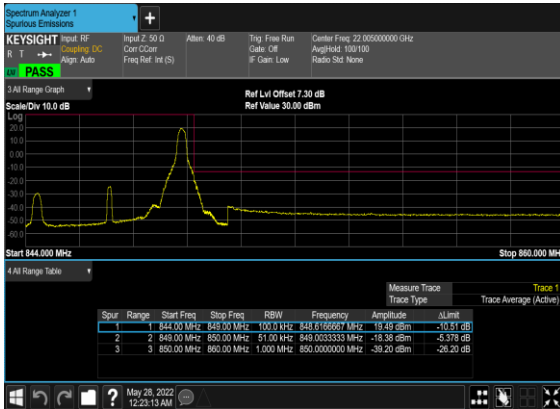 Spectrum Analyzer 1
Spurious Emissions
KEYSIGHT Input: RF Input Z: 50 Ω Atten: 40 dB Trig: Free Run Center Freq: 22.005000000 GHz
R T Coupling: DC Corr CCorr Gate: Off Avg|Hold: 100/100
Align: Auto Freq Ref: Int (S) IF Gain: Low Radio Std: None
PASS
3 All Range Graph
Ref Lvl Offset 7.30 dB
Scale/Div 10.0 dB Ref Value 30.00 dBm
Log
20.0
10.0
0.00
-10.0
-20.0
-30.0
-40.0
-50.0
-60.0
Start 844.000 MHz Stop 860.000 MH
4 All Range Table
Measure Trace Trace 1
Trace Type Trace Average (Active)
Spur Range Start Freq Stop Freq RBW Frequency Amplitude ΔLimit
1 1 844.00 MHz 849.00 MHz 100.0 kHz 848.6166667 MHz 19.49 dBm -10.51 dB
2 2 849.00 MHz 850.00 MHz 51.00 kHz 849.0033333 MHz -18.38 dBm -5.378 dB
3 3 850.00 MHz 860.00 MHz 1.000 MHz 850.0000000 MHz -39.20 dBm -26.20 dB
? May 28, 2022
12:23:13 AM